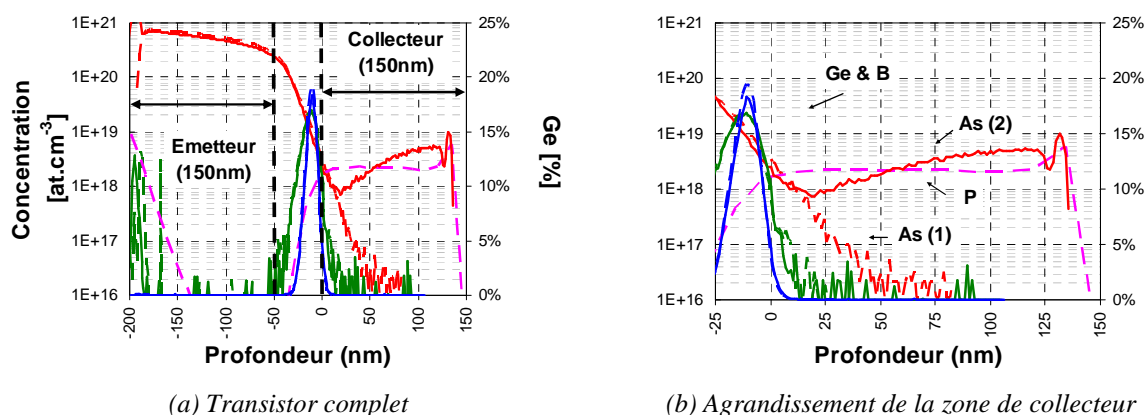 Concentration
[at.cm-3]
1E+21
1E+20
1E+19
1E+18
1E+17
1E+16
25%
20%
15%
10%
5%
0%
Ge [%]
Collecteur
(150nm)
Emetteur
(150nm)
-200
-150
-100
-50
0
50
100
150
Profondeur (nm)
(a) Transistor complet
1E+21
1E+20
1E+19
1E+18
1E+17
1E+16
25%
20%
15%
10%
5%
0%
Ge & B
As (2)
P
As (1)
-25
0
25
50
75
100
125
150
Profondeur (nm)
(b) Agrandissement de la zone de collecteur